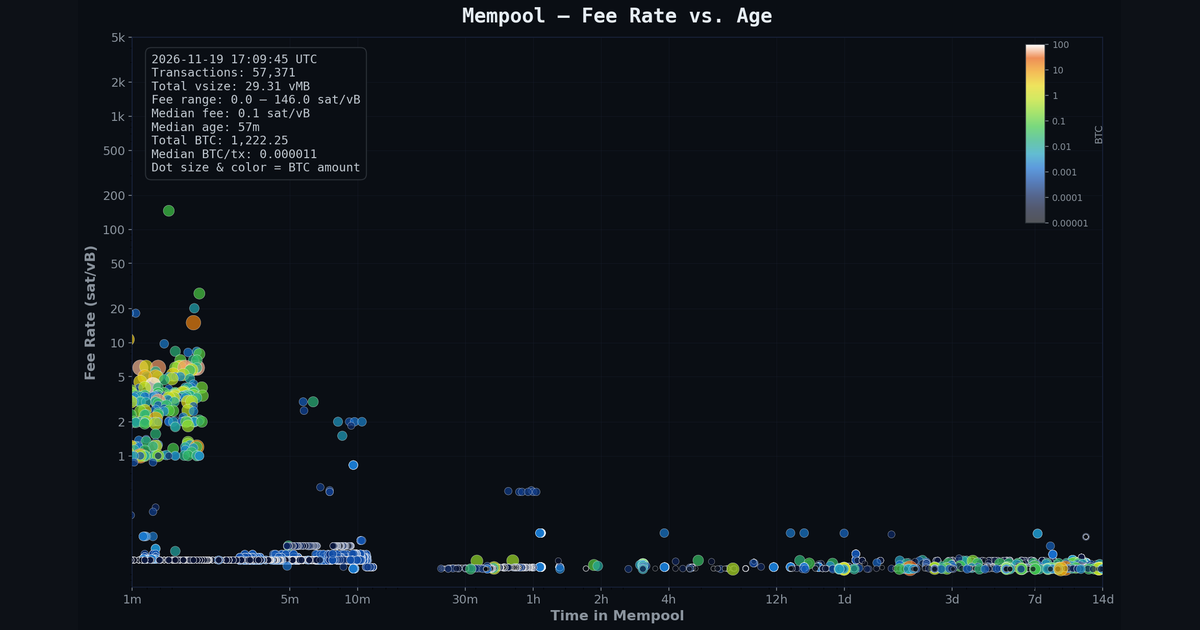 Mempool — Fee Rate vs. Age
2026-11-19 17:09:45 UTC
Transactions: 57,371
Total vsize: 29.31 vMB
Fee range: 0.0 – 146.0 sat/vB
Median fee: 0.1 sat/vB
Median age: 57m
Total BTC: 1,222.25
Median BTC/tx: 0.000011
Dot size & color = BTC amount
100
10
1
0.1
0.01
0.001
0.0001
0.00001
BTC
5k
2k
1k
500
200
100
50
20
10
5
2
1
Fee Rate (sat/vB)
1m 5m 10m 30m 1h 2h 4h 12h 1d 3d 7d 14d
Time in Mempool